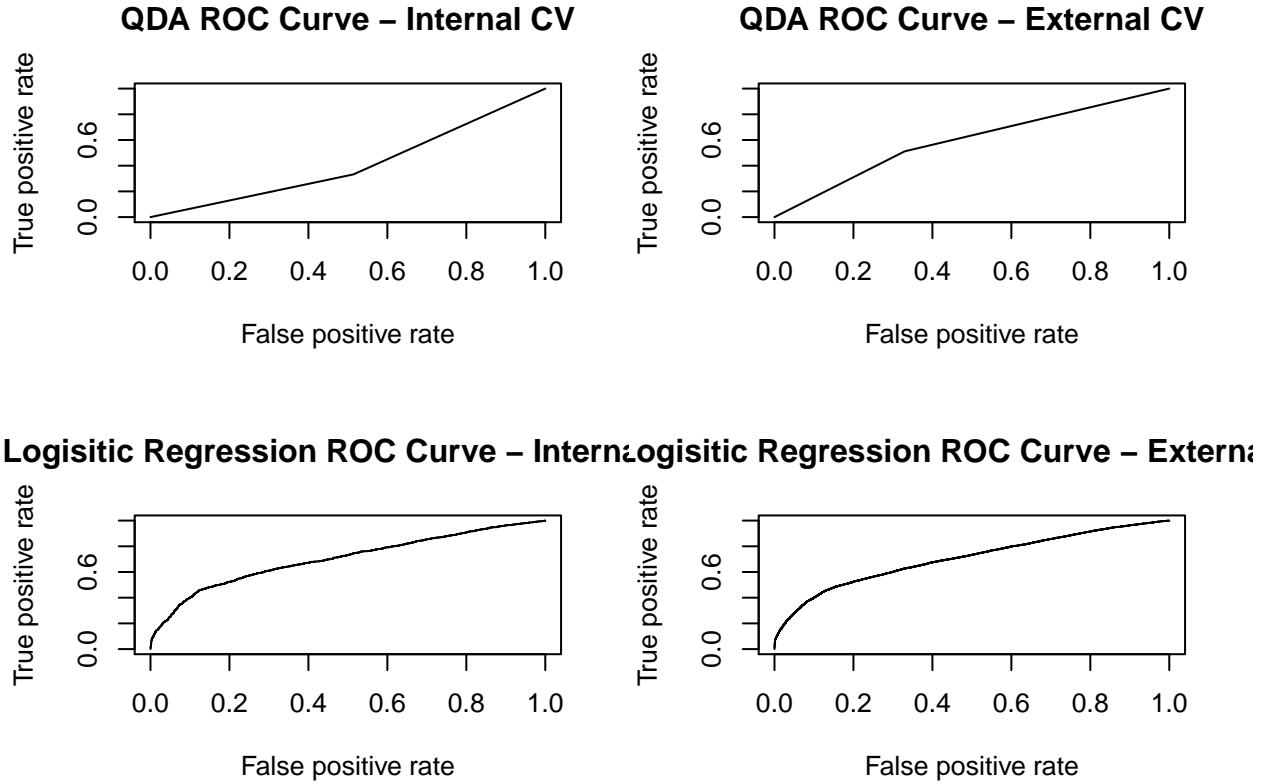 QDA ROC Curve – Internal CV
True positive rate
0.0 0.6
0.0 0.2 0.4 0.6 0.8 1.0
False positive rate
QDA ROC Curve – External CV
True positive rate
0.0 0.6
0.0 0.2 0.4 0.6 0.8 1.0
False positive rate
Logisitic Regression ROC Curve –
True positive rate
0.0 0.6
0.0 0.2 0.4 0.6 0.8 1.0
False positive rate
Regression ROC Curve –
True positive rate
0.0 0.6
0.0 0.2 0.4 0.6 0.8 1.0
False positive rate